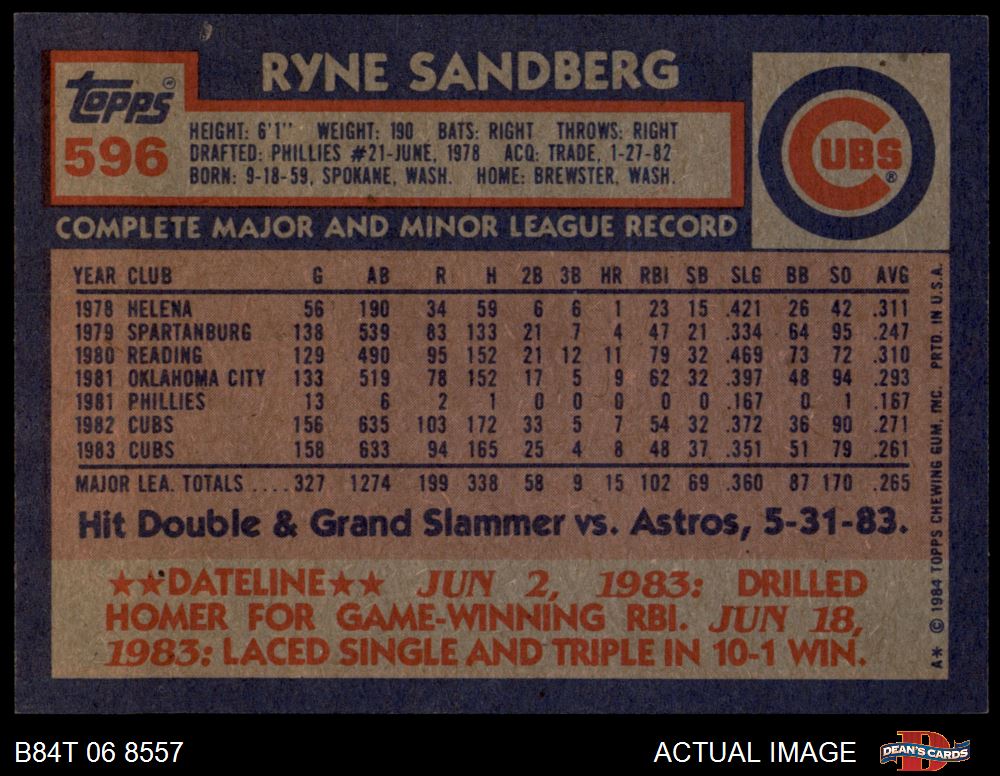 RYNE SANDBERG
topps®
596
HEIGHT: 6'1" WEIGHT: 190 BATS: RIGHT THROWS: RIGHT
DRAFTED: PHILLIES #21-JUNE, 1978 ACQ: TRADE, 1-27-82
BORN: 9-18-59, SPOKANE, WASH. HOME: BREWSTER, WASH.
CUBS®
COMPLETE MAJOR AND MINOR LEAGUE RECORD
YEAR CLUB G AB R H 2B 3B HR RBI SB SLG BB SO AVG
1978 HELENA 56 190 34 59 6 6 1 23 15 .421 26 42 .311
1979 SPARTANBURG 138 539 83 133 21 7 4 47 21 .334 64 95 .247
1980 READING 129 490 95 152 21 12 11 79 32 .469 73 72 .310
1981 OKLAHOMA CITY 133 519 78 152 17 5 9 62 32 .397 48 94 .293
1981 PHILLIES 13 6 2 1 0 0 0 0 0 .167 0 1 .167
1982 CUBS 156 635 103 172 33 5 7 54 32 .372 36 90 .271
1983 CUBS 158 633 94 165 25 4 8 48 37 .351 51 79 .261
MAJOR LEA. TOTALS ....327 1274 199 338 58 9 15 102 69 .360 87 170 .265
Hit Double & Grand Slammer vs. Astros, 5-31-83.
★★DATELINE★★ JUN 2, 1983: DRILLED
HOMER FOR GAME-WINNING RBI. JUN 18,
1983: LACED SINGLE AND TRIPLE IN 10-1 WIN.
A* © 1984 TOPPS CHEWING GUM, INC. PRTD. IN U.S.A.
B84T 06 8557
ACTUAL IMAGE
DEAN'S CARDS